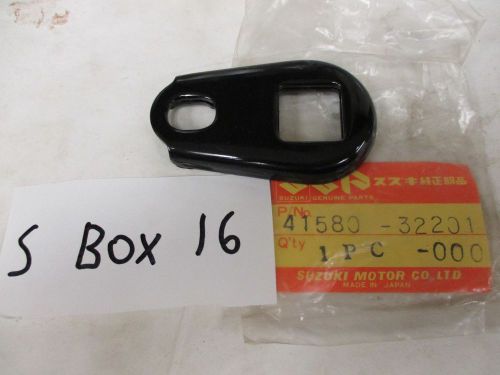 S BOX 16
スズキ純正部品
SUZUKI GENUINE PARTS
P/No. 41580-32201
Q'ty 1PC -000
SUZUKI MOTOR CO., LTD
MADE IN JAPAN